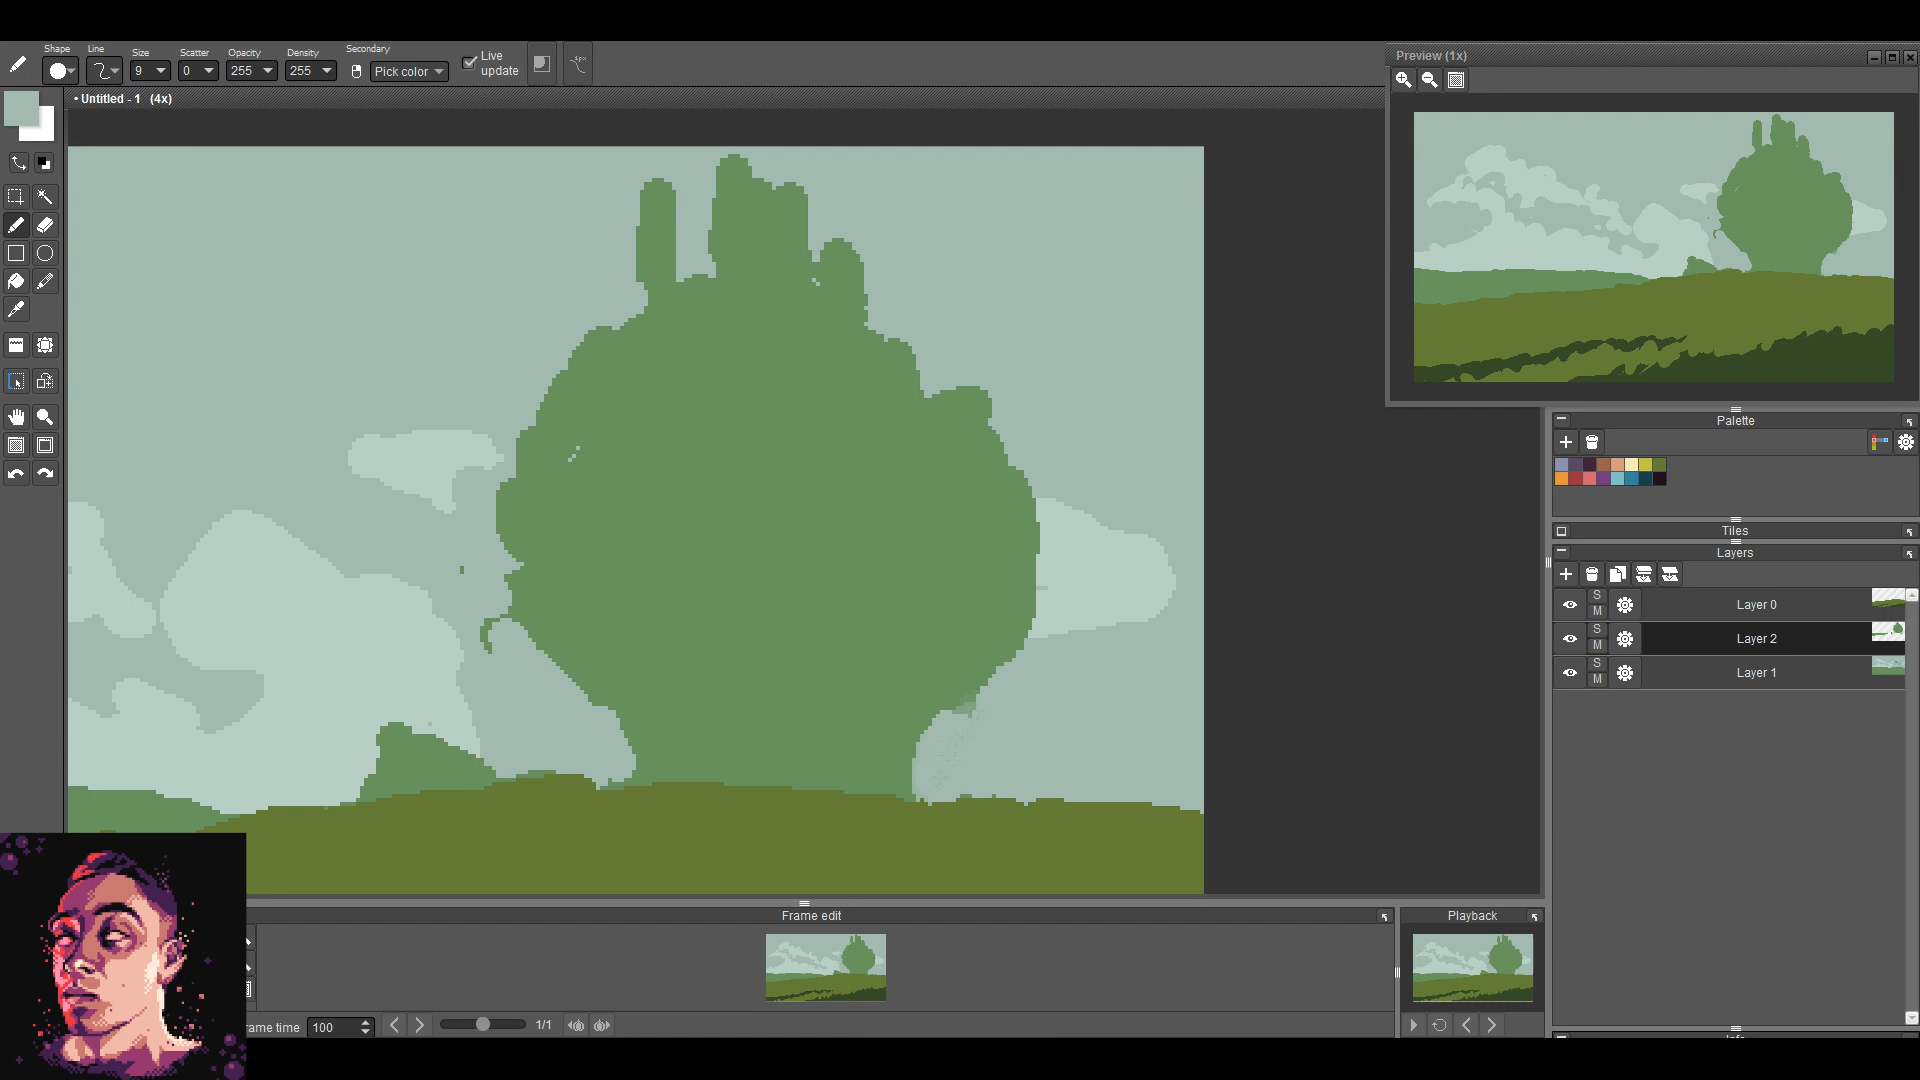 Shape Line Size Scatter Opacity Density Secondary
9 0 255 255 Pick color Live update
Preview (1x)
• Untitled - 1 (4x)
Palette
Tiles
Layers
S
M
Layer 0
S
M
Layer 2
S
M
Layer 1
Frame edit
Playback
rame time 100 1/1